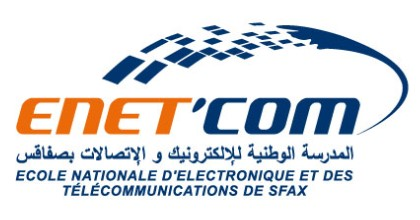 ENET'COM
المدرسة الوطنية للإلكترونيك و الإتصالات بصفاقس
ECOLE NATIONALE D'ELECTRONIQUE ET DES
TÉLÉCOMMUNICATIONS DE SFAX